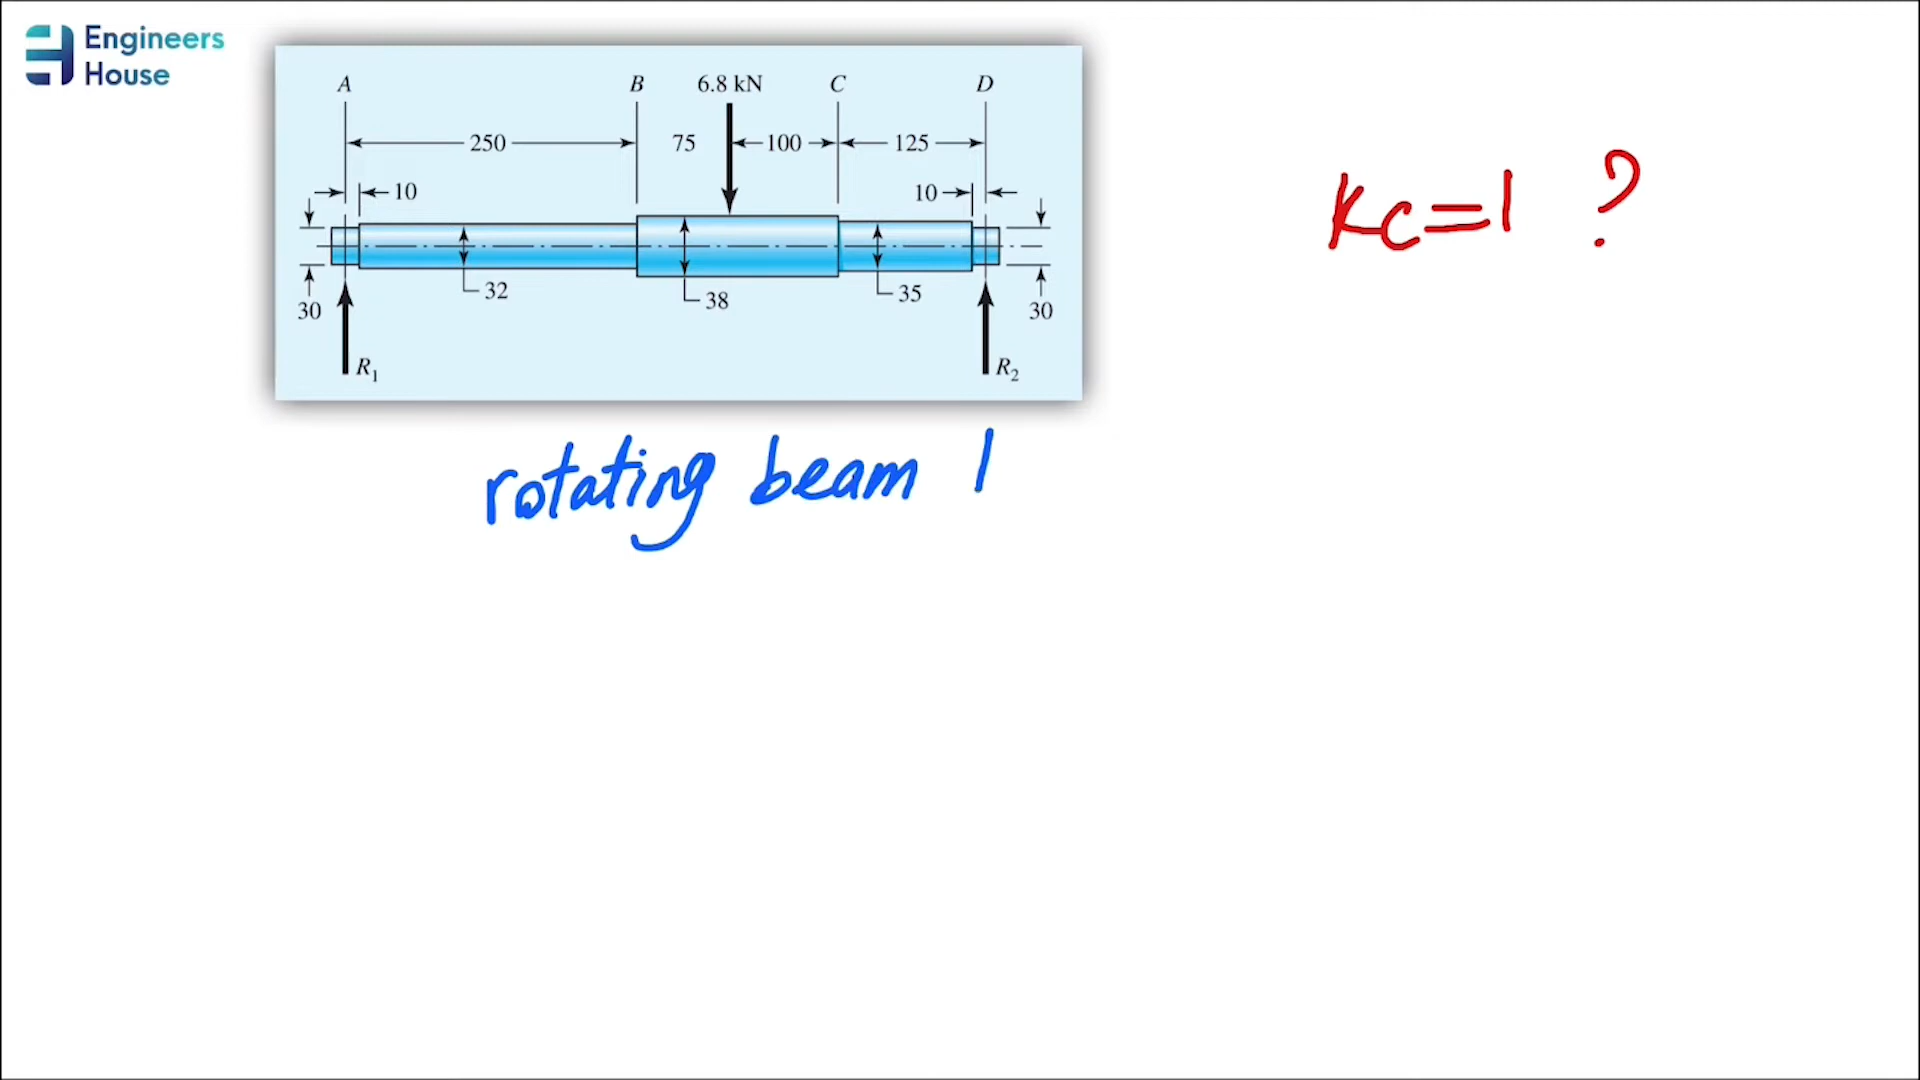 Engineers
House
A B 6.8 kN C D
250 75 100 125
10 10
32 38 35
30 30
R1 R2
kc=1 ?
rotating beam 1